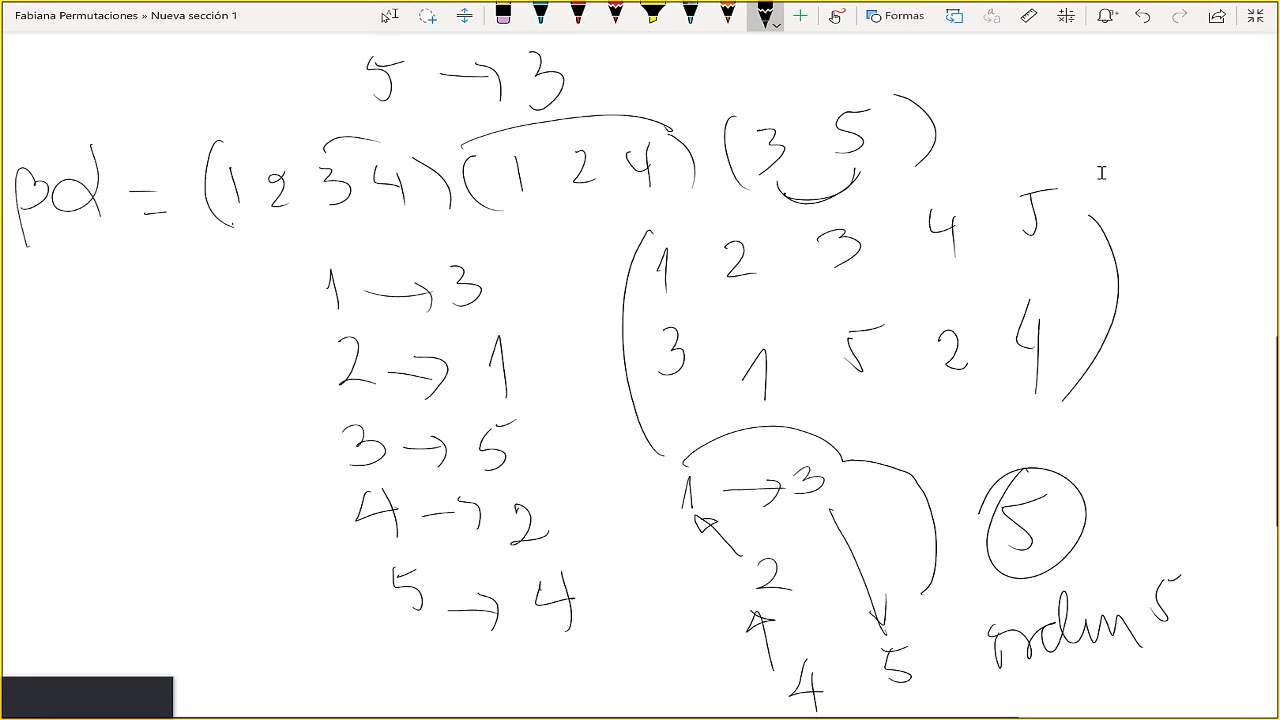 Fabiana Permutaciones » Nueva sección 1
Formas
5 → 3
pd = (1 2 3 4) (1 2 4) (3 5)
1 → 3
2 → 1
3 → 5
4 → 2
5 → 4
1 2 3 4 5
3 1 5 2 4
1 → 3
2
4 5
5
orden 5